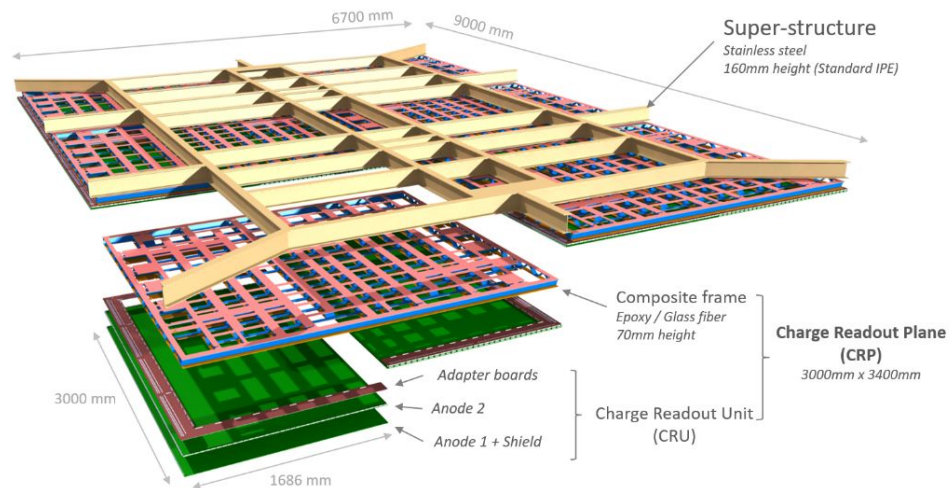 6700 mm
9000 mm
Super-structure
Stainless steel
160mm height (Standard IPE)
Composite frame
Epoxy / Glass fiber
70mm height
Charge Readout Plane
(CRP)
3000mm x 3400mm
Adapter boards
Anode 2
Anode 1 + Shield
Charge Readout Unit
(CRU)
3000 mm
1686 mm